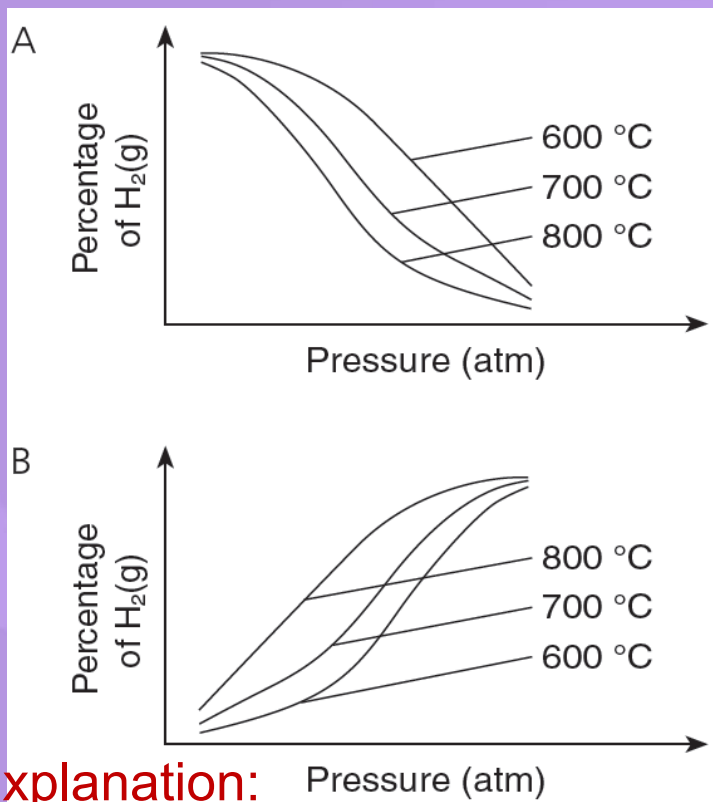 A
Percentage
of H₂(g)
600 °C
700 °C
800 °C
Pressure (atm)
B
Percentage
of H₂(g)
800 °C
700 °C
600 °C
xplanation:
Pressure (atm)